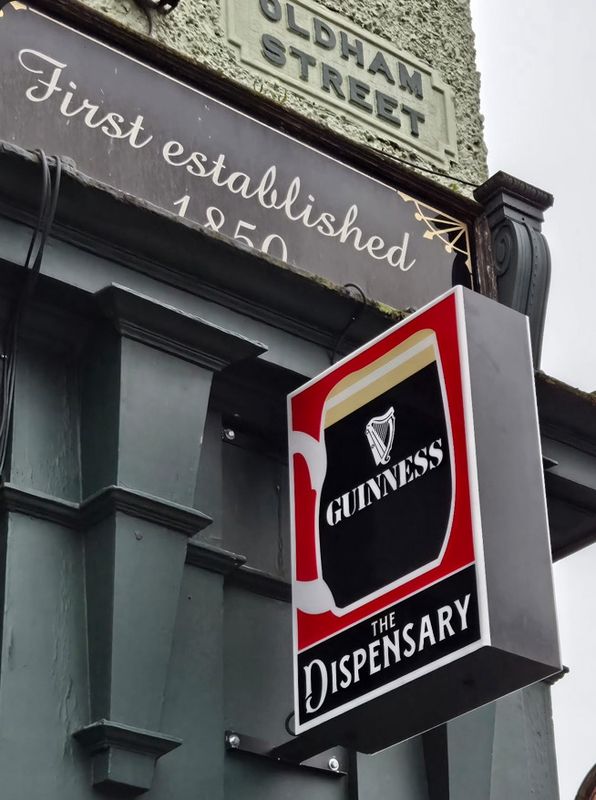 OLDHAM
STREET
First established
1850
GUINNESS
THE
DISPENSARY